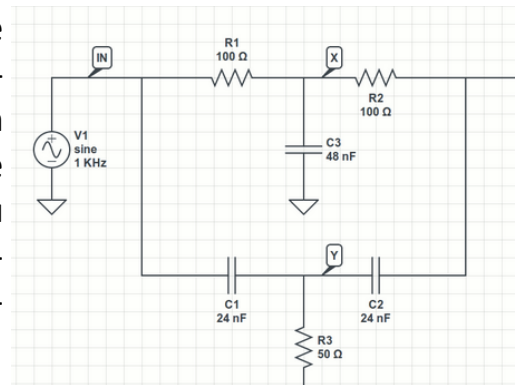 IN
R1
100 Ω
X
R2
100 Ω
V1
sine
1 KHz
C3
48 nF
Y
C1
24 nF
C2
24 nF
R3
50 Ω